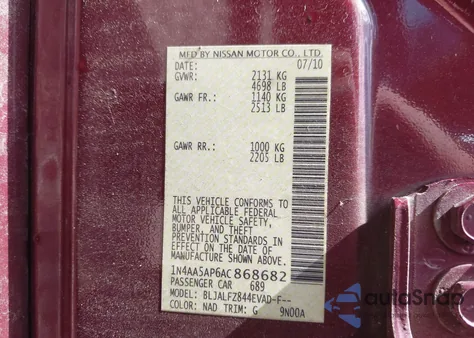 MFD BY NISSAN MOTOR CO., LTD.
DATE: 07/10
GVWR: 2131 KG
4698 LB
GAWR FR.: 1140 KG
2513 LB
GAWR RR.: 1000 KG
2205 LB
THIS VEHICLE CONFORMS TO
ALL APPLICABLE FEDERAL
MOTOR VEHICLE SAFETY,
BUMPER, AND THEFT
PREVENTION STANDARDS IN
EFFECT ON THE DATE OF
MANUFACTURE SHOWN ABOVE.
1N4AA5AP6AC868682
PASSENGER CAR 689
MODEL: BLJALFZ844EVAD-F--
COLOR: NAD TRIM: G 9N00A
autoSnap